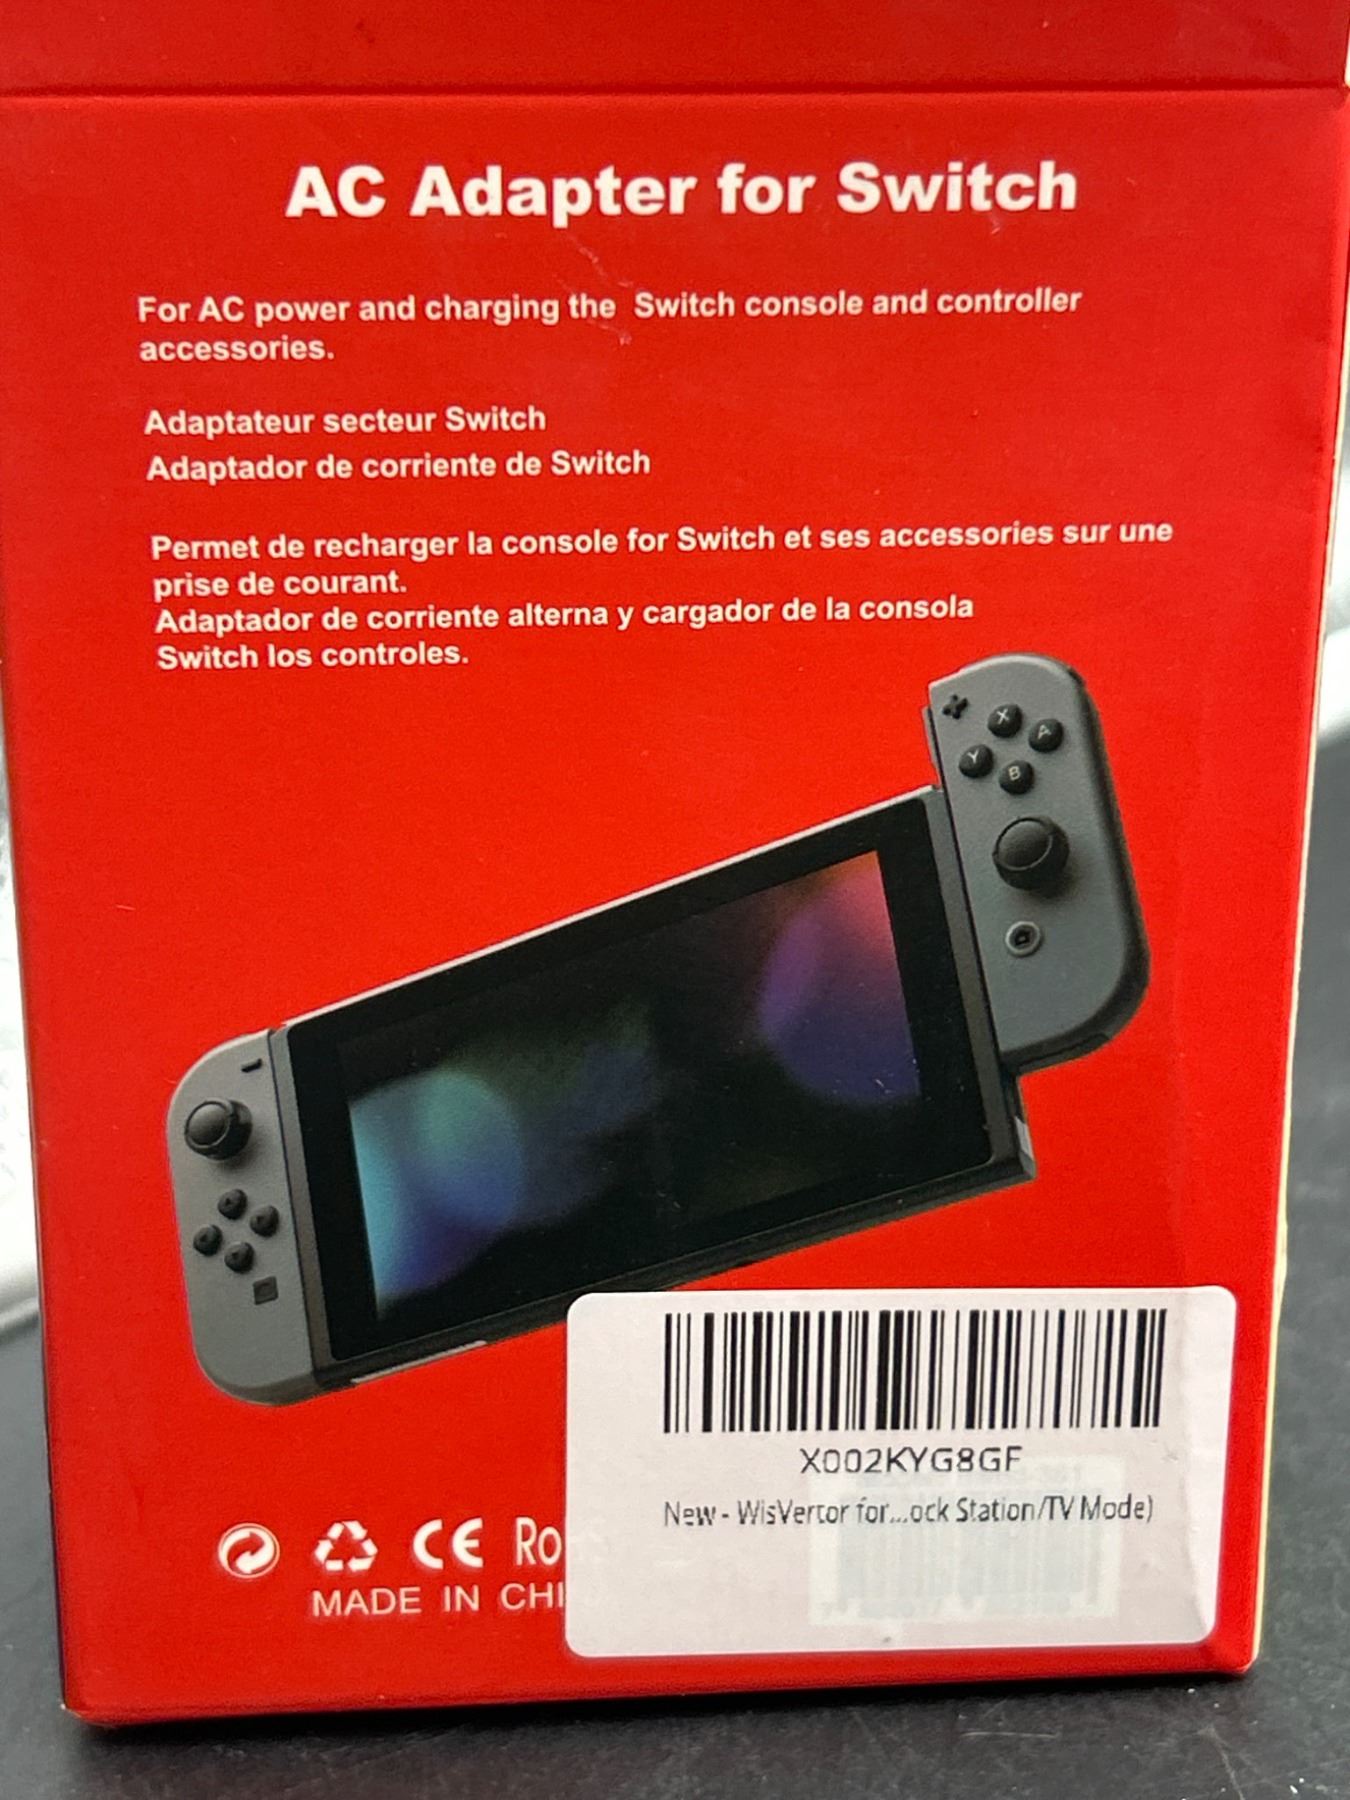 AC Adapter for Switch
For AC power and charging the Switch console and controller
accessories.
Adaptateur secteur Switch
Adaptador de corriente de Switch
Permet de recharger la console for Switch et ses accessories sur une
prise de courant.
Adaptador de corriente alterna y cargador de la consola
Switch los controles.
X
A
Y
B
X002KYG8GF
New - WisVertor for...ock Station/TV Mode)
CE Ro
MADE IN CHI